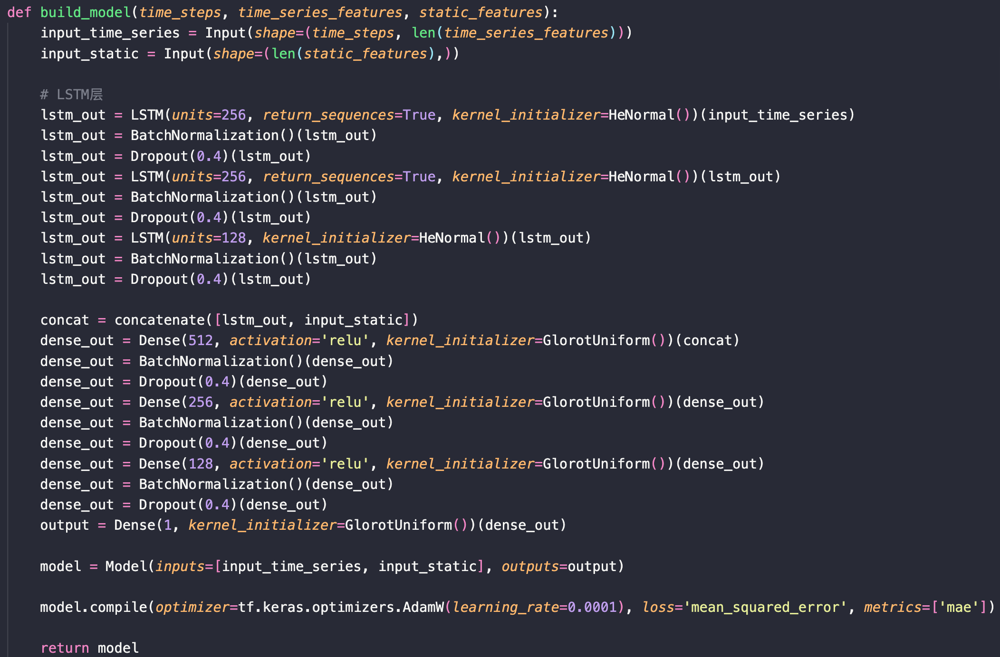 def build_model(time_steps, time_series_features, static_features):
    input_time_series = Input(shape=(time_steps, len(time_series_features)))
    input_static = Input(shape=(len(static_features),))

    # LSTM层
    lstm_out = LSTM(units=256, return_sequences=True, kernel_initializer=HeNormal())(input_time_series)
    lstm_out = BatchNormalization()(lstm_out)
    lstm_out = Dropout(0.4)(lstm_out)
    lstm_out = LSTM(units=256, return_sequences=True, kernel_initializer=HeNormal())(lstm_out)
    lstm_out = BatchNormalization()(lstm_out)
    lstm_out = Dropout(0.4)(lstm_out)
    lstm_out = LSTM(units=128, kernel_initializer=HeNormal())(lstm_out)
    lstm_out = BatchNormalization()(lstm_out)
    lstm_out = Dropout(0.4)(lstm_out)

    concat = concatenate([lstm_out, input_static])
    dense_out = Dense(512, activation='relu', kernel_initializer=GlorotUniform())(concat)
    dense_out = BatchNormalization()(dense_out)
    dense_out = Dropout(0.4)(dense_out)
    dense_out = Dense(256, activation='relu', kernel_initializer=GlorotUniform())(dense_out)
    dense_out = BatchNormalization()(dense_out)
    dense_out = Dropout(0.4)(dense_out)
    dense_out = Dense(128, activation='relu', kernel_initializer=GlorotUniform())(dense_out)
    dense_out = BatchNormalization()(dense_out)
    dense_out = Dropout(0.4)(dense_out)
    output = Dense(1, kernel_initializer=GlorotUniform())(dense_out)

    model = Model(inputs=[input_time_series, input_static], outputs=output)

    model.compile(optimizer=tf.keras.optimizers.AdamW(learning_rate=0.0001), loss='mean_squared_error', metrics=['mae'])

    return model